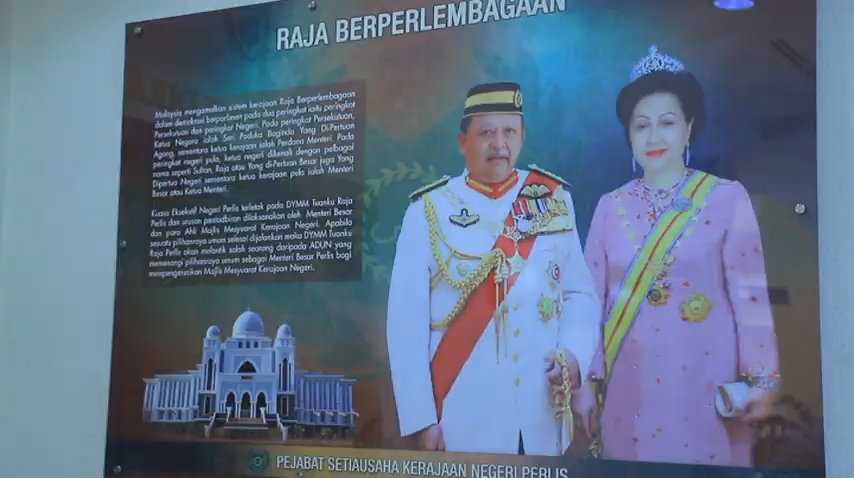 RAJA BERPERLEMBAGAAN
Malaysia mengamalkan sistem kerajaan Raja Berperlembagaan
dalam demokrasi berparlimen pada dua peringkat iaitu peringkat
Persekutuan dan peringkat Negeri. Pada peringkat Persekutuan,
Ketua Negara ialah Seri Paduka Baginda Yang Di-Pertuan
Agong, sementara ketua kerajaan ialah Perdana Menteri. Pada
peringkat negeri pula, ketua negeri dikenali dengan pelbagai
nama seperti Sultan, Raja atau Yang di-Pertuan Besar juga Yang
Dipertua Negeri sementara ketua kerajaan pula ialah Menteri
Besar atau Ketua Menteri.
Kuasa Eksekutif Negeri Perlis terletak pada DYMM Tuanku Raja
Perlis dan urusan pentadbiran dilaksanakan oleh Menteri Besar
dan para Ahli Majlis Mesyuarat Kerajaan Negeri. Apabila
sesuatu pilihanraya umum selesai dijalankan maka DYMM Tuanku
Raja Perlis akan melantik salah seorang daripada ADUN yang
memenangi pilihanraya umum sebagai Menteri Besar Perlis bagi
mempengerusikan Majlis Mesyuarat Kerajaan Negeri.
PEJABAT SETIAUSAHA KERAJAAN NEGERI PERLIS